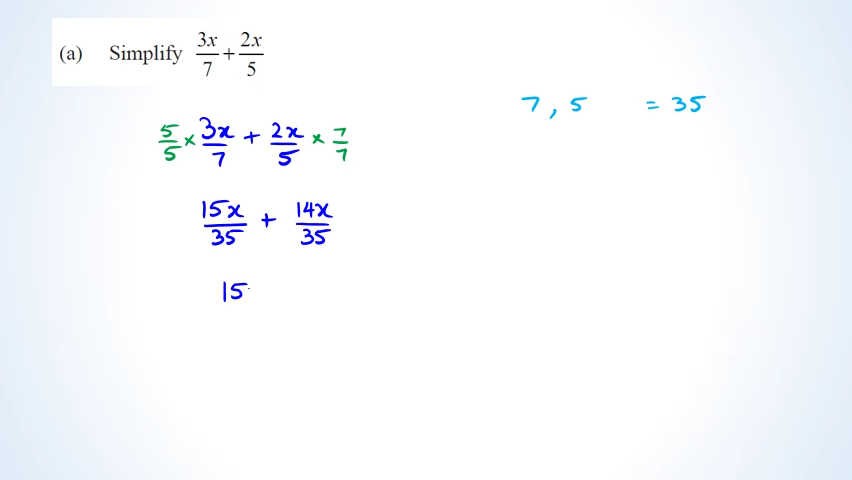 (a) Simplify 3x/7 + 2x/5
7 , 5 = 35
5/5 × 3x/7 + 2x/5 × 7/7
15x/35 + 14x/35
15